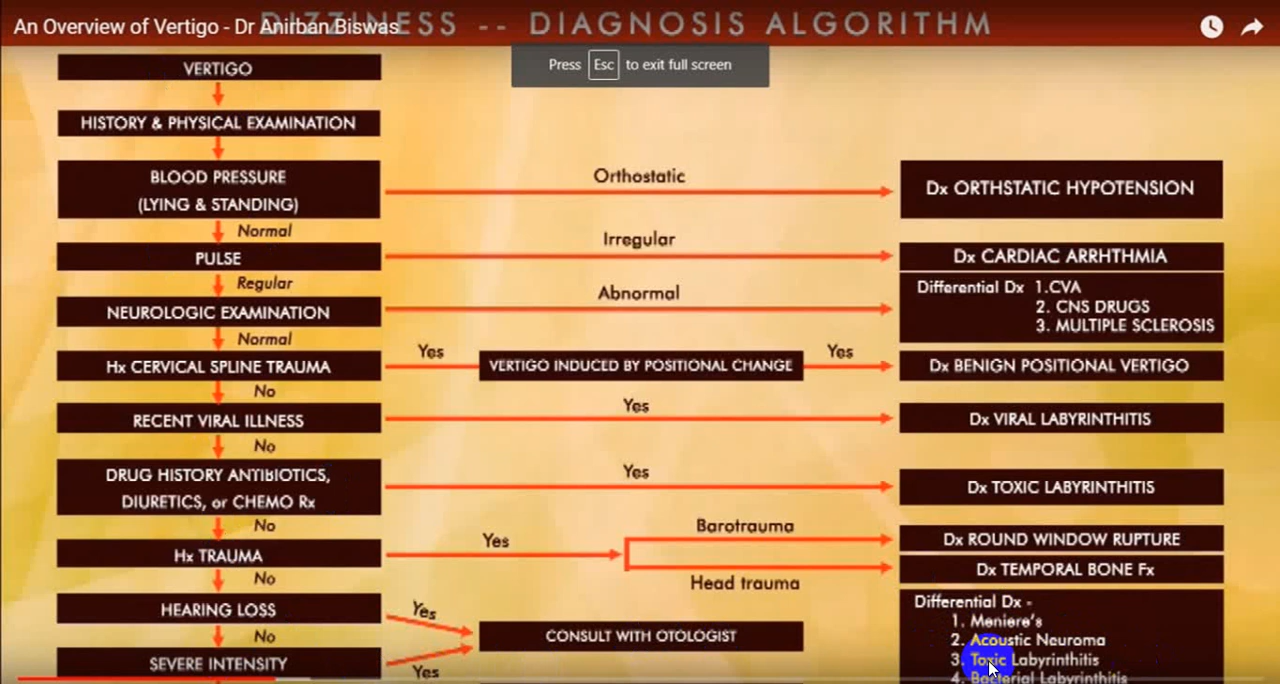 DIZZINESS -- DIAGNOSIS ALGORITHM
An Overview of Vertigo - Dr Anirban Biswas
Press Esc to exit full screen
VERTIGO
HISTORY & PHYSICAL EXAMINATION
BLOOD PRESSURE
(LYING & STANDING)
Orthostatic
Dx ORTHSTATIC HYPOTENSION
Normal
PULSE
Irregular
Dx CARDIAC ARRHTHMIA
Regular
NEUROLOGIC EXAMINATION
Abnormal
Differential Dx 1.CVA
2. CNS DRUGS
3. MULTIPLE SCLEROSIS
Normal
Hx CERVICAL SPLINE TRAUMA
Yes
VERTIGO INDUCED BY POSITIONAL CHANGE
Yes
Dx BENIGN POSITIONAL VERTIGO
No
RECENT VIRAL ILLNESS
Yes
Dx VIRAL LABYRINTHITIS
No
DRUG HISTORY ANTIBIOTICS,
DIURETICS, or CHEMO Rx
Yes
Dx TOXIC LABYRINTHITIS
No
Hx TRAUMA
Yes
Barotrauma
Dx ROUND WINDOW RUPTURE
Head trauma
Dx TEMPORAL BONE Fx
No
HEARING LOSS
Yes
CONSULT WITH OTOLOGIST
No
SEVERE INTENSITY
Yes
Differential Dx -
1. Meniere's
2. Acoustic Neuroma
3. Toxic Labyrinthitis
4. Bacterial Labyrinthitis